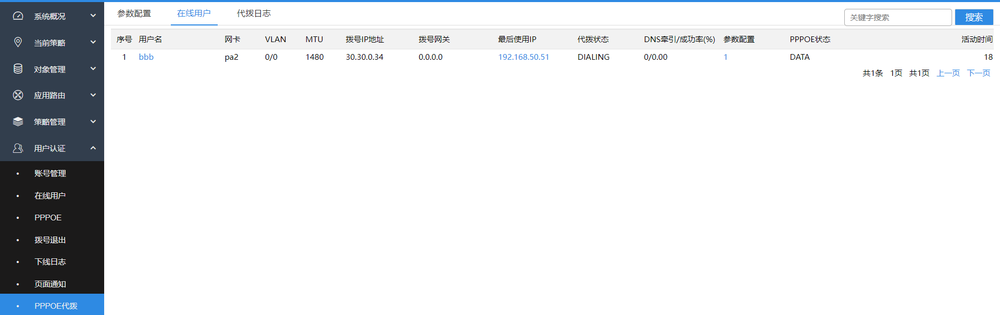 系统概况
当前策略
对象管理
应用路由
策略管理
用户认证
账号管理
在线用户
PPPOE
拨号退出
下线日志
页面通知
PPPOE代拨
参数配置 在线用户 代拨日志
关键字搜索 搜索
序号 用户名 网卡 VLAN MTU 拨号IP地址 拨号网关 最后使用IP 代拨状态 DNS牵引/成功率(%) 参数配置 PPPOE状态 活动时间
1 bbb pa2 0/0 1480 30.30.0.34 0.0.0.0 192.168.50.51 DIALING 0/0.00 1 DATA 18
共1条 1页 共1页 上一页 下一页